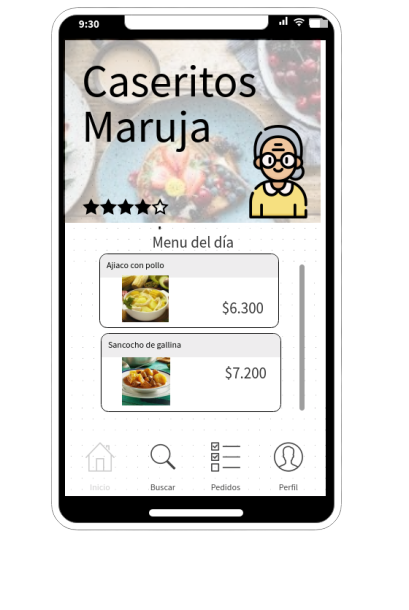 9:30
Caseritos
Maruja
Menu del día
Ajiaco con pollo
$6.300
Sancocho de gallina
$7.200
Inicio
Buscar
Pedidos
Perfil